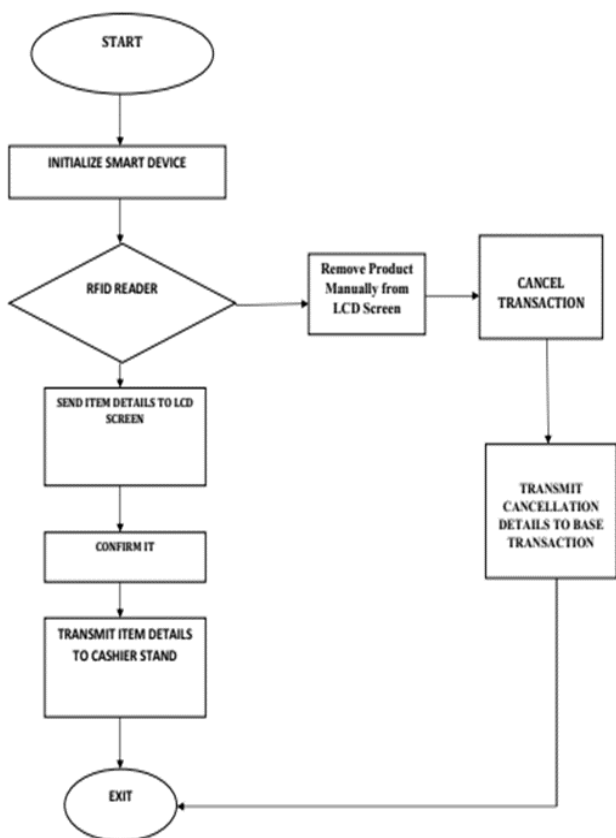 START
INITIALIZE SMART DEVICE
RFID READER
Remove Product
Manually from
LCD Screen
CANCEL
TRANSACTION
SEND ITEM DETAILS TO LCD
SCREEN
TRANSMIT
CANCELLATION
DETAILS TO BASE
TRANSACTION
CONFIRM IT
TRANSMIT ITEM DETAILS
TO CASHIER STAND
EXIT